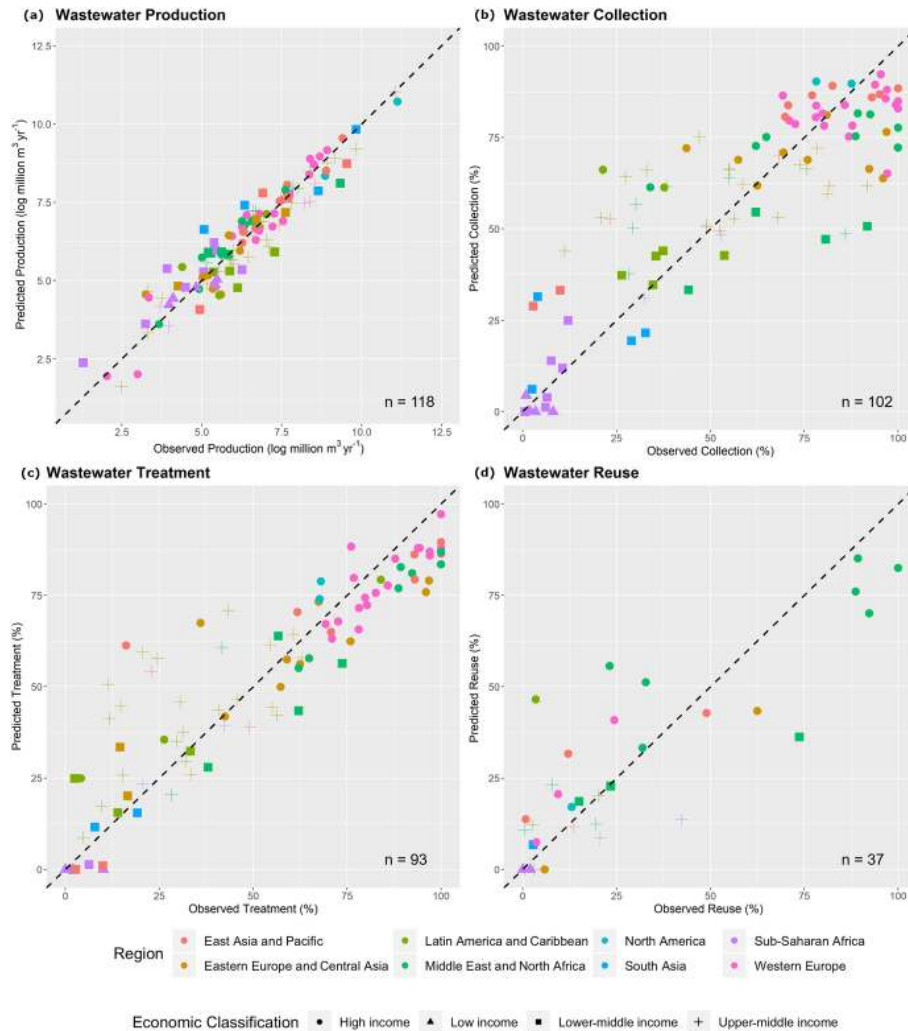 (a) Wastewater Production
12.5
10.0
7.5
5.0
2.5
Predicted Production (log million m³ yr⁻¹)
n = 118
2.5 5.0 7.5 10.0 12.5
Observed Production (log million m³ yr⁻¹)
(b) Wastewater Collection
100
75
50
25
0
Predicted Collection (%)
n = 102
0 25 50 75 100
Observed Collection (%)
(c) Wastewater Treatment
100
75
50
25
0
Predicted Treatment (%)
n = 93
0 25 50 75 100
Observed Treatment (%)
(d) Wastewater Reuse
100
75
50
25
0
Predicted Reuse (%)
n = 37
0 25 50 75 100
Observed Reuse (%)
Region
East Asia and Pacific Latin America and Caribbean North America Sub-Saharan Africa
Eastern Europe and Central Asia Middle East and North Africa South Asia Western Europe
Economic Classification High income Low income Lower-middle income Upper-middle income